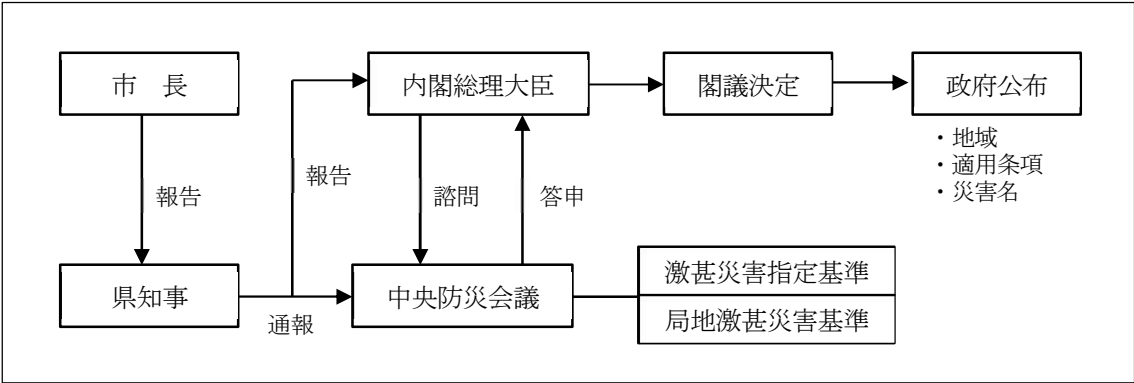 市　長
内閣総理大臣
閣議決定
政府公布
・地域
・適用条項
・災害名
報告
報告
諮問
答申
県知事
通報
中央防災会議
激甚災害指定基準
局地激甚災害基準